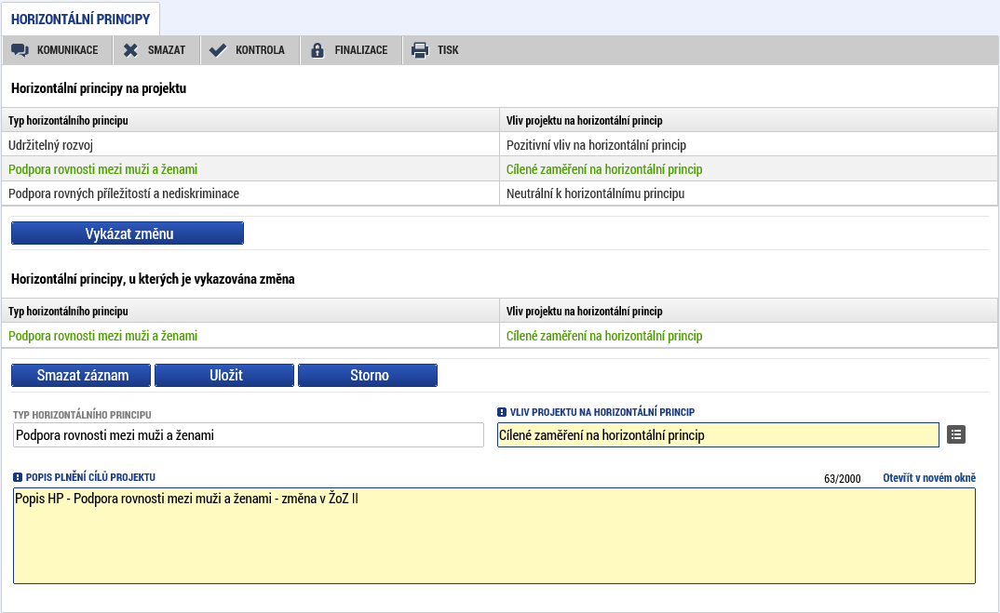 HORIZONTÁLNÍ PRINCIPY
KOMUNIKACE SMAZAT KONTROLA FINALIZACE TISK
Horizontální principy na projektu
Typ horizontálního principu Vliv projektu na horizontální princip
Udržitelný rozvoj Pozitivní vliv na horizontální princip
Podpora rovnosti mezi muži a ženami Cílené zaměření na horizontální princip
Podpora rovných příležitostí a nediskriminace Neutrální k horizontálnímu principu
Vykázat změnu
Horizontální principy, u kterých je vykazována změna
Typ horizontálního principu Vliv projektu na horizontální princip
Podpora rovnosti mezi muži a ženami Cílené zaměření na horizontální princip
Smazat záznam Uložit Storno
TYP HORIZONTÁLNÍHO PRINCIPU VLIV PROJEKTU NA HORIZONTÁLNÍ PRINCIP
Podpora rovnosti mezi muži a ženami Cílené zaměření na horizontální princip
POPIS PLNĚNÍ CÍLŮ PROJEKTU 63/2000 Otevřít v novém okně
Popis HP - Podpora rovnosti mezi muži a ženami - změna v ŽoZ II